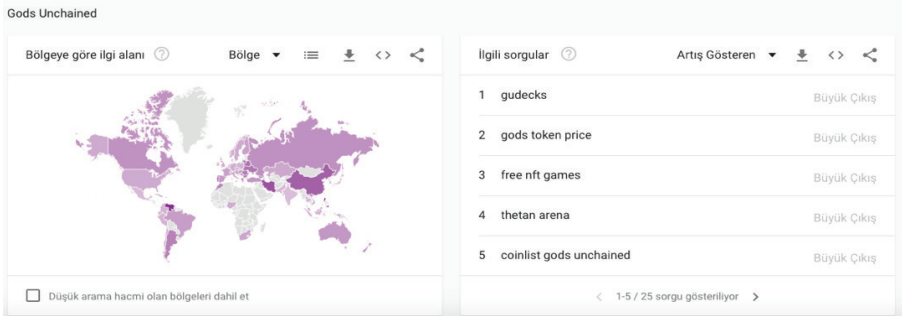 Gods Unchained
Bölgeye göre ilgi alanı
Bölge
İlgili sorgular
Artış Gösteren
1 gudecks Büyük Çıkış
2 gods token price Büyük Çıkış
3 free nft games Büyük Çıkış
4 thetan arena Büyük Çıkış
5 coinlist gods unchained Büyük Çıkış
Düşük arama hacmi olan bölgeleri dahil et
1-5 / 25 sorgu gösteriliyor